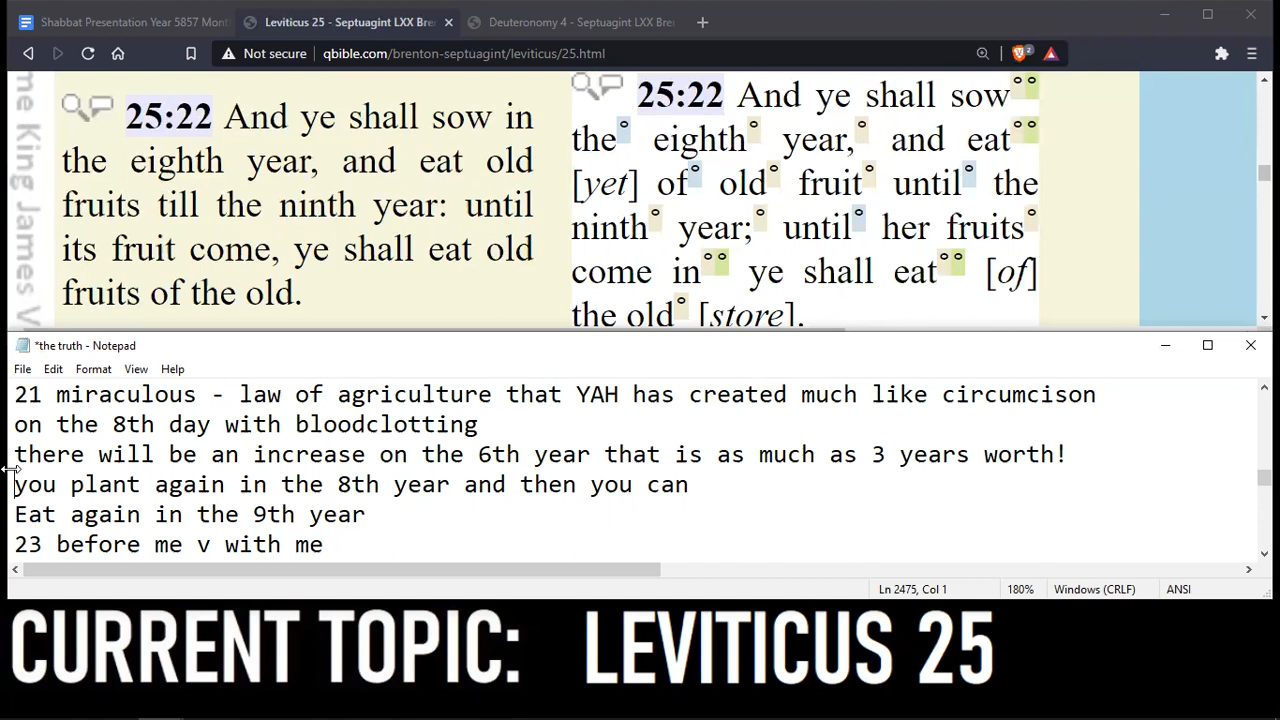 Shabbat Presentation Year 5857 Mont
Leviticus 25 - Septuagint LXX Bre
Deuteronomy 4 - Septuagint LXX Bre
Not secure
qbible.com/brenton-septuagint/leviticus/25.html
2
me King James V
25:22 And ye shall sow in
the eighth year, and eat old
fruits till the ninth year: until
its fruit come, ye shall eat old
fruits of the old.
25:22 And ye shall sow°°
the° eighth° year,° and eat°°
[yet] of° old° fruit° until° the
ninth° year;° until° her fruits°
come in°° ye shall eat°° [of]
the old° [store].
*the truth - Notepad
File Edit Format View Help
21 miraculous - law of agriculture that YAH has created much like circumcison
on the 8th day with bloodclotting
there will be an increase on the 6th year that is as much as 3 years worth!
you plant again in the 8th year and then you can
Eat again in the 9th year
23 before me v with me
Ln 2475, Col 1
180%
Windows (CRLF)
ANSI
CURRENT TOPIC: LEVITICUS 25